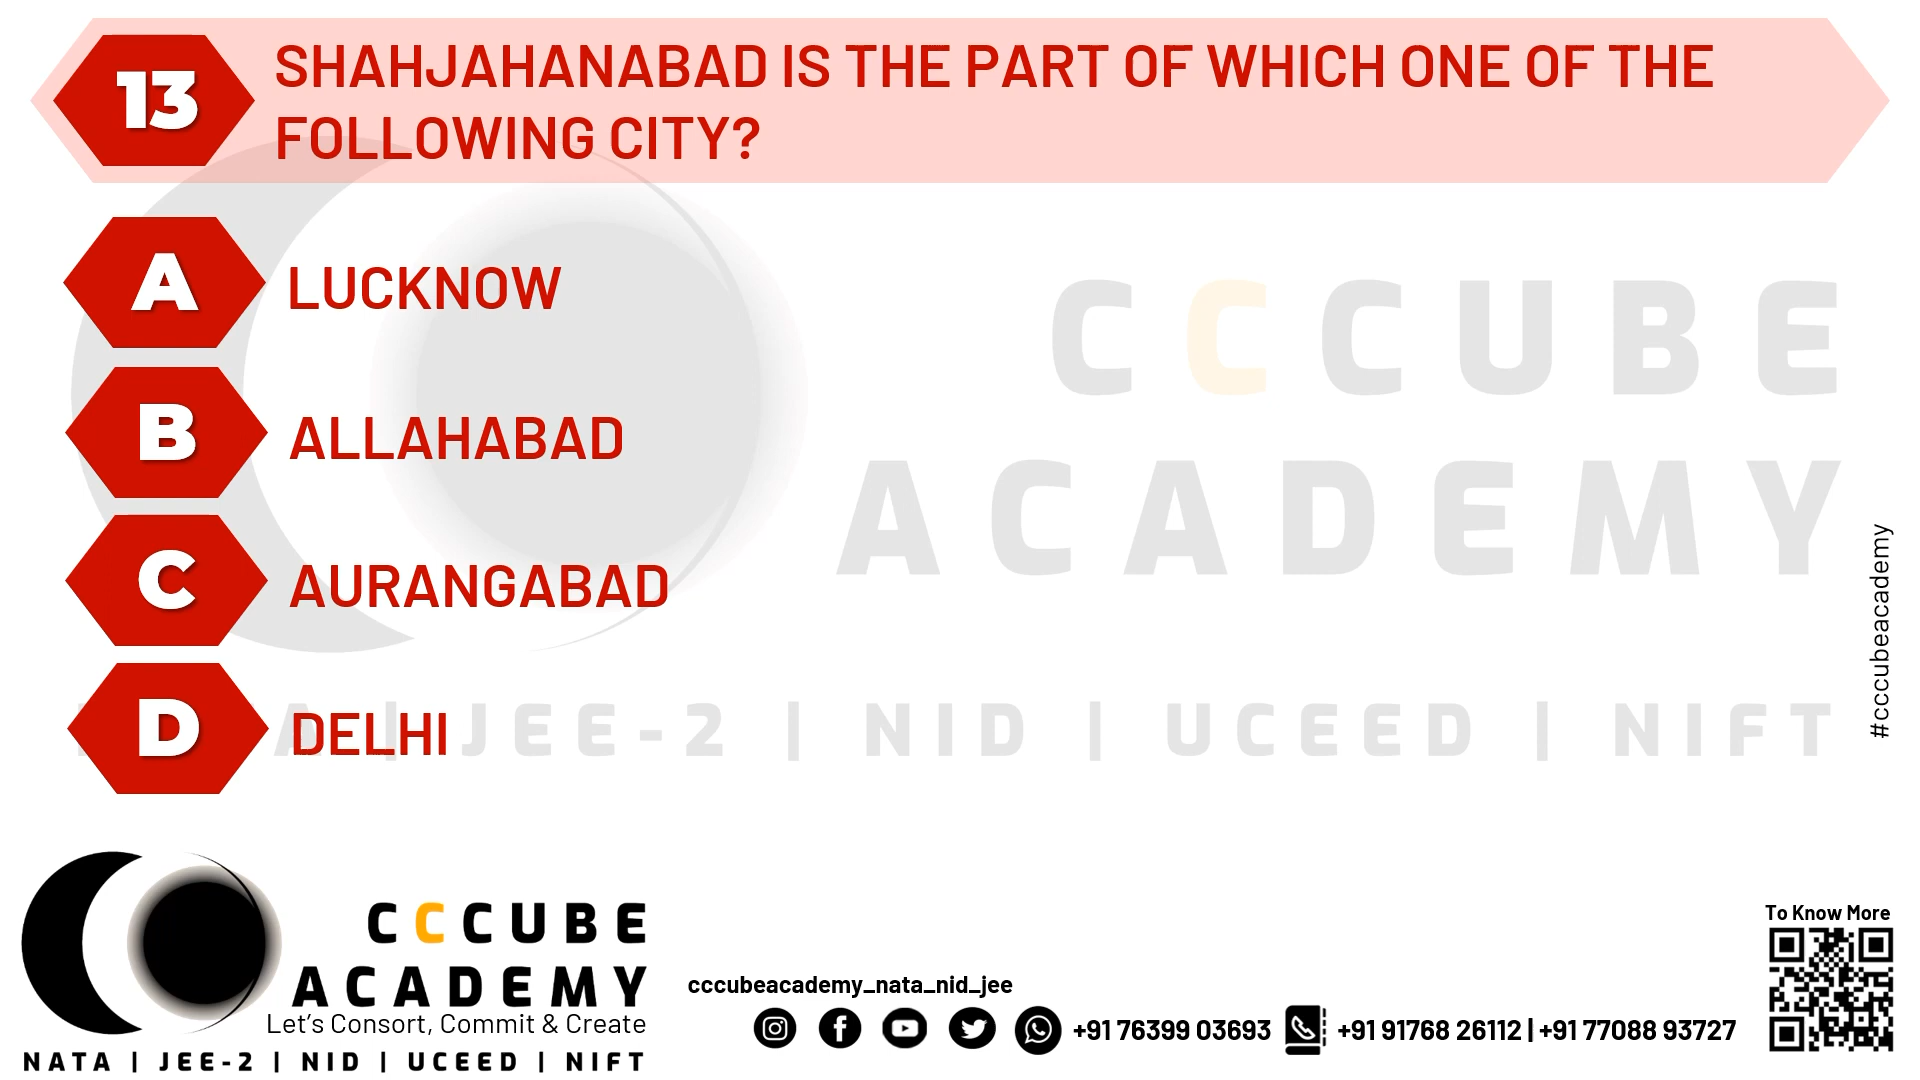 13
SHAHJAHANABAD IS THE PART OF WHICH ONE OF THE
FOLLOWING CITY?
A
LUCKNOW
B
ALLAHABAD
C
AURANGABAD
D
DELHI
CCCUBE
ACADEMY
NATA | JEE-2 | NID | UCEED | NIFT
#cccubeacademy
CCCUBE
ACADEMY
Let's Consort, Commit & Create
NATA | JEE-2 | NID | UCEED | NIFT
cccubeacademy_nata_nid_jee
+91 76399 03693
+91 91768 26112 | +91 77088 93727
To Know More